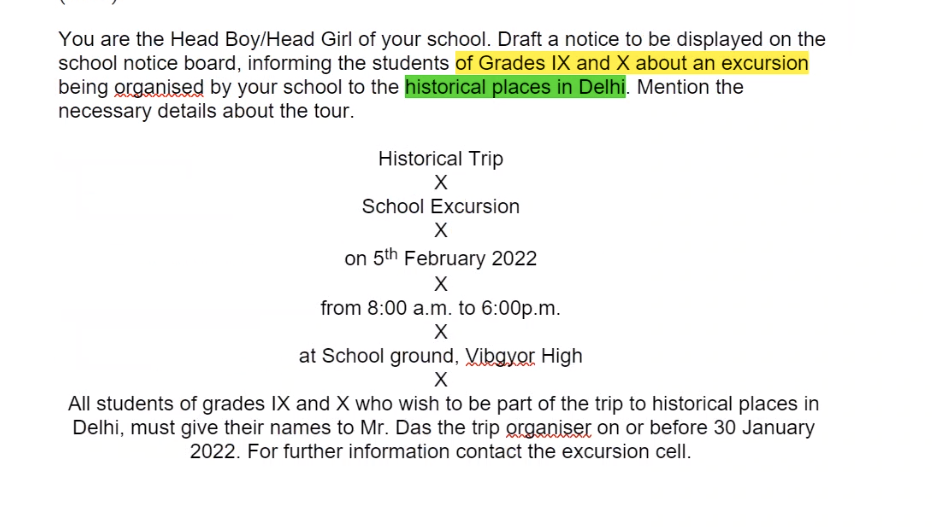 You are the Head Boy/Head Girl of your school. Draft a notice to be displayed on the
school notice board, informing the students of Grades IX and X about an excursion
being organised by your school to the historical places in Delhi. Mention the
necessary details about the tour.
Historical Trip
X
School Excursion
X
on 5th February 2022
X
from 8:00 a.m. to 6:00p.m.
X
at School ground, Vibgyor High
X
All students of grades IX and X who wish to be part of the trip to historical places in
Delhi, must give their names to Mr. Das the trip organiser on or before 30 January
2022. For further information contact the excursion cell.